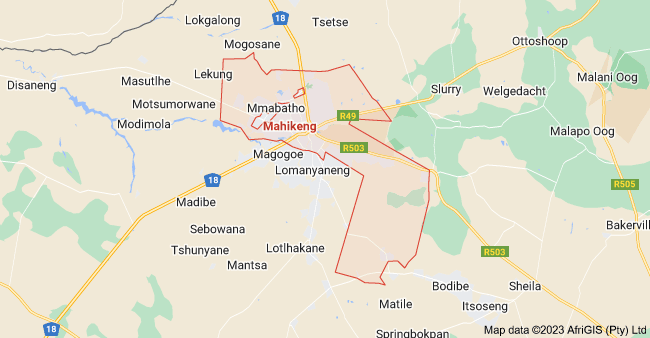 Lokgalong
18
Tsetse
Mogosane
Ottoshoop
Lekung
Masutlhe
Disaneng
Malani Oog
Slurry
Welgedacht
Motsumorwane
Mmabatho
R49
Modimola
Mahikeng
Malapo Oog
R503
Magogoe
Lomanyaneng
18
R505
Madibe
Sebowana
Bakervill
Tshunyane
Lotlhakane
R503
Mantsa
Bodibe
Sheila
Itsoseng
Matile
18
Springbokpan
Map data ©2023 AfriGIS (Pty) Ltd